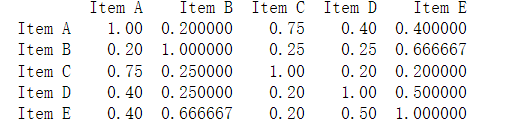 Item A Item B Item C Item D Item E
Item A 1.00 0.200000 0.75 0.40 0.400000
Item B 0.20 1.000000 0.25 0.25 0.666667
Item C 0.75 0.250000 1.00 0.20 0.200000
Item D 0.40 0.250000 0.20 1.00 0.500000
Item E 0.40 0.666667 0.20 0.50 1.000000